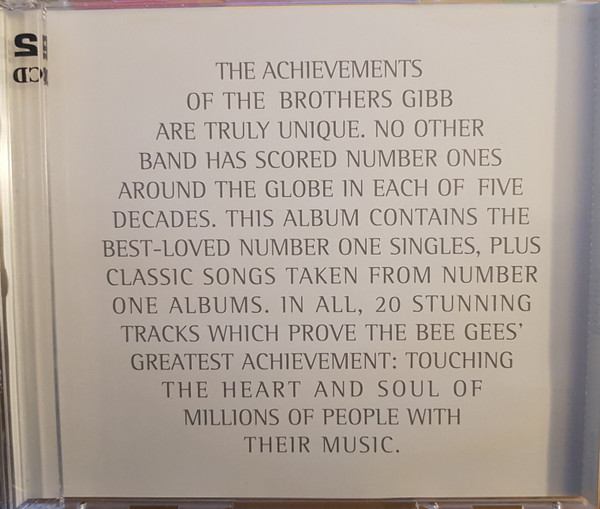 2
CD
THE ACHIEVEMENTS
OF THE BROTHERS GIBB
ARE TRULY UNIQUE. NO OTHER
BAND HAS SCORED NUMBER ONES
AROUND THE GLOBE IN EACH OF FIVE
DECADES. THIS ALBUM CONTAINS THE
BEST-LOVED NUMBER ONE SINGLES, PLUS
CLASSIC SONGS TAKEN FROM NUMBER
ONE ALBUMS. IN ALL, 20 STUNNING
TRACKS WHICH PROVE THE BEE GEES'
GREATEST ACHIEVEMENT: TOUCHING
THE HEART AND SOUL OF
MILLIONS OF PEOPLE WITH
THEIR MUSIC.